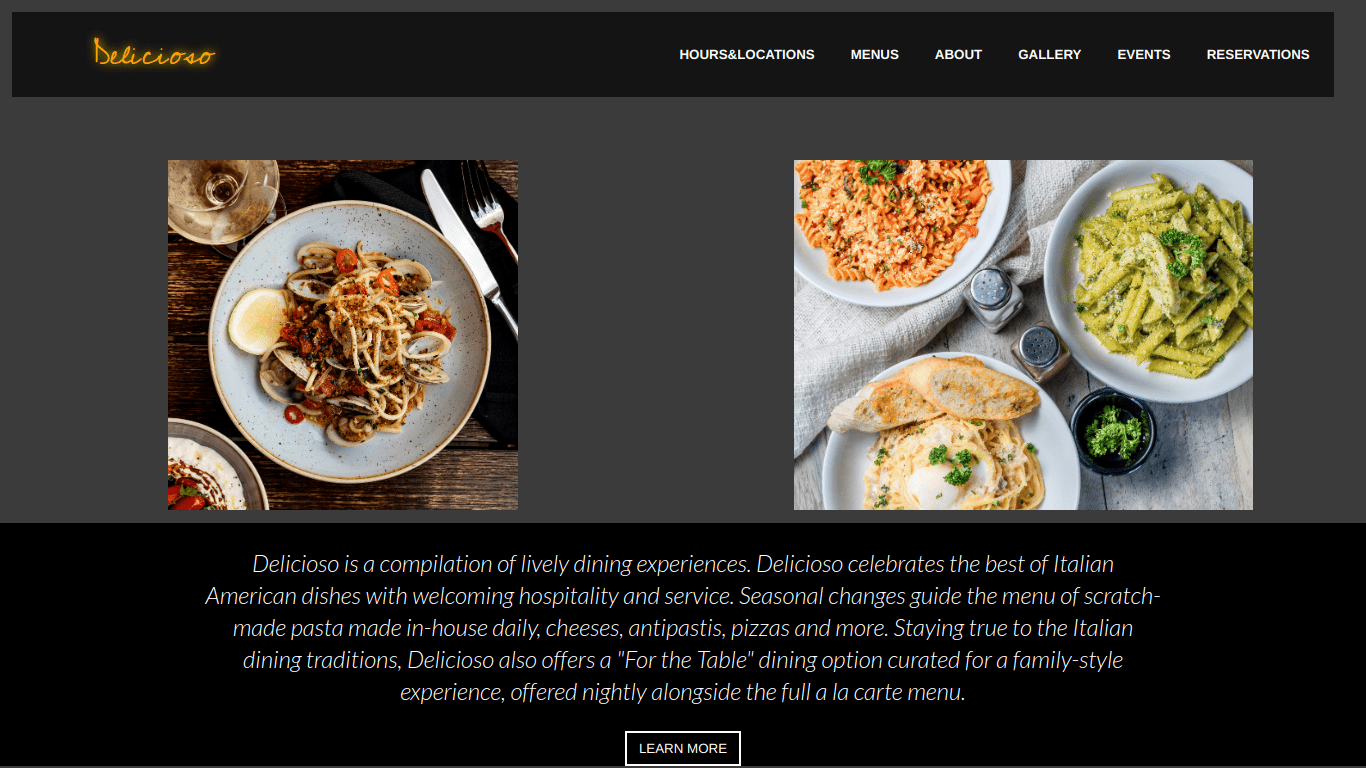 Delicioso
HOURS&LOCATIONS MENUS ABOUT GALLERY EVENTS RESERVATIONS
Delicioso is a compilation of lively dining experiences. Delicioso celebrates the best of Italian
American dishes with welcoming hospitality and service. Seasonal changes guide the menu of scratch-
made pasta made in-house daily, cheeses, antipastis, pizzas and more. Staying true to the Italian
dining traditions, Delicioso also offers a "For the Table" dining option curated for a family-style
experience, offered nightly alongside the full a la carte menu.
LEARN MORE